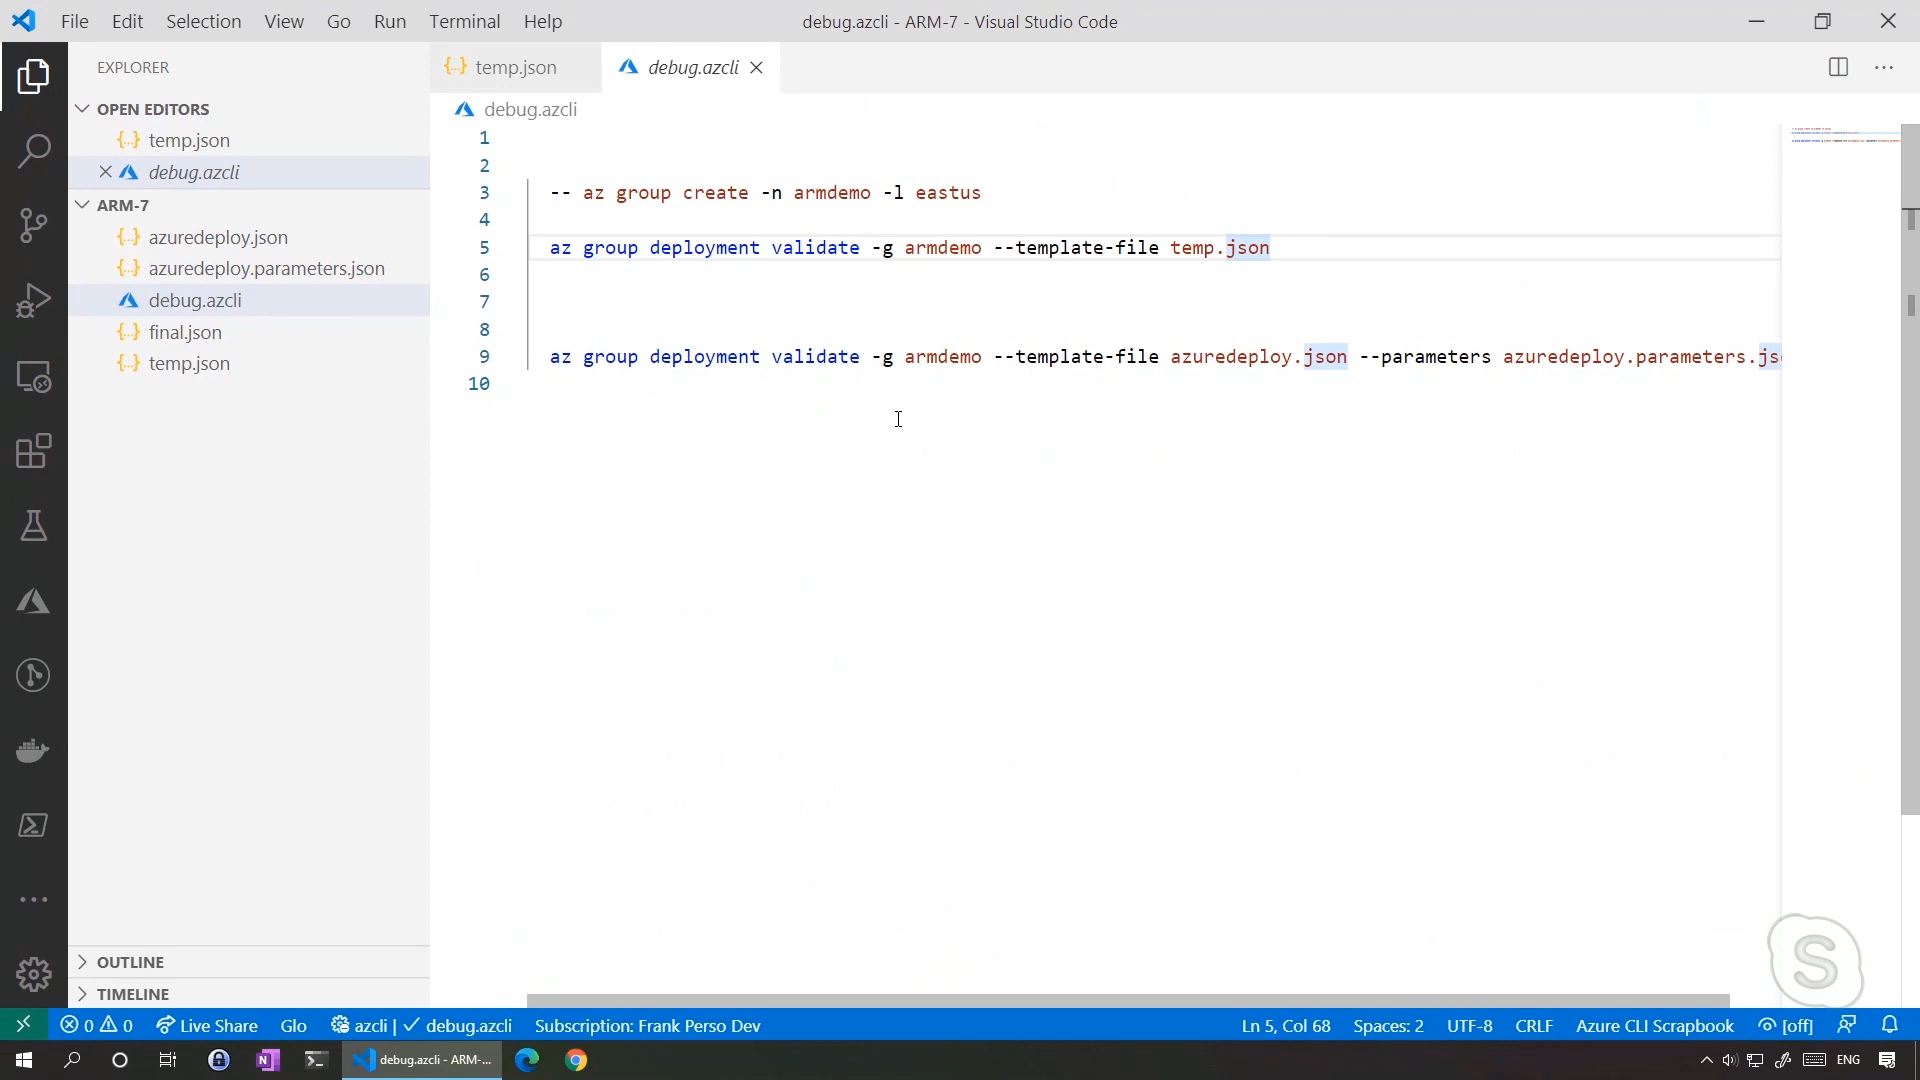 File Edit Selection View Go Run Terminal Help
debug.azcli - ARM-7 - Visual Studio Code
EXPLORER
OPEN EDITORS
{..} temp.json
debug.azcli
ARM-7
{..} azuredeploy.json
{..} azuredeploy.parameters.json
debug.azcli
{..} final.json
{..} temp.json
OUTLINE
TIMELINE
{..} temp.json
debug.azcli
debug.azcli
1
2
3 -- az group create -n armdemo -l eastus
4
5 az group deployment validate -g armdemo --template-file temp.json
6
7
8
9 az group deployment validate -g armdemo --template-file azuredeploy.json --parameters azuredeploy.parameters.js
10
S
0 0 Live Share Glo azcli | debug.azcli Subscription: Frank Perso Dev Ln 5, Col 68 Spaces: 2 UTF-8 CRLF Azure CLI Scrapbook [off]
N debug.azcli - ARM-... ENG